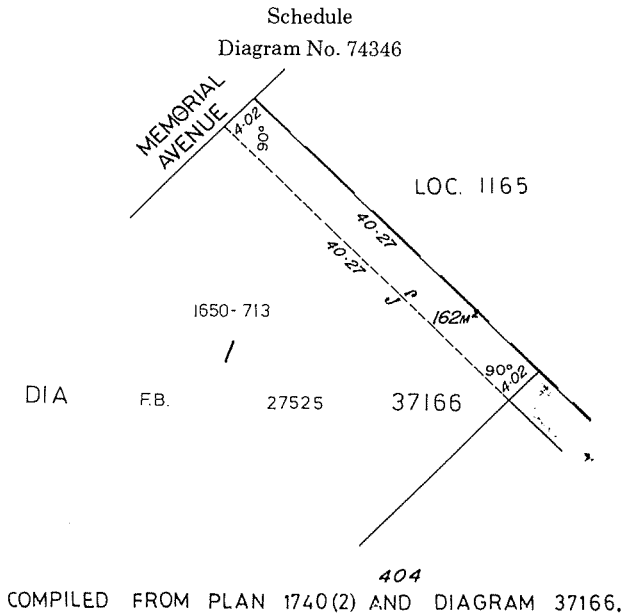 Schedule
Diagram No. 74346
MEMORIAL
AVENUE
4·02
90°
LOC. 1165
40·27
40·27
1650-713
162M²
1
90°
4·02
DIA F.B. 27525 37166
404
COMPILED FROM PLAN 1740(2) AND DIAGRAM 37166.